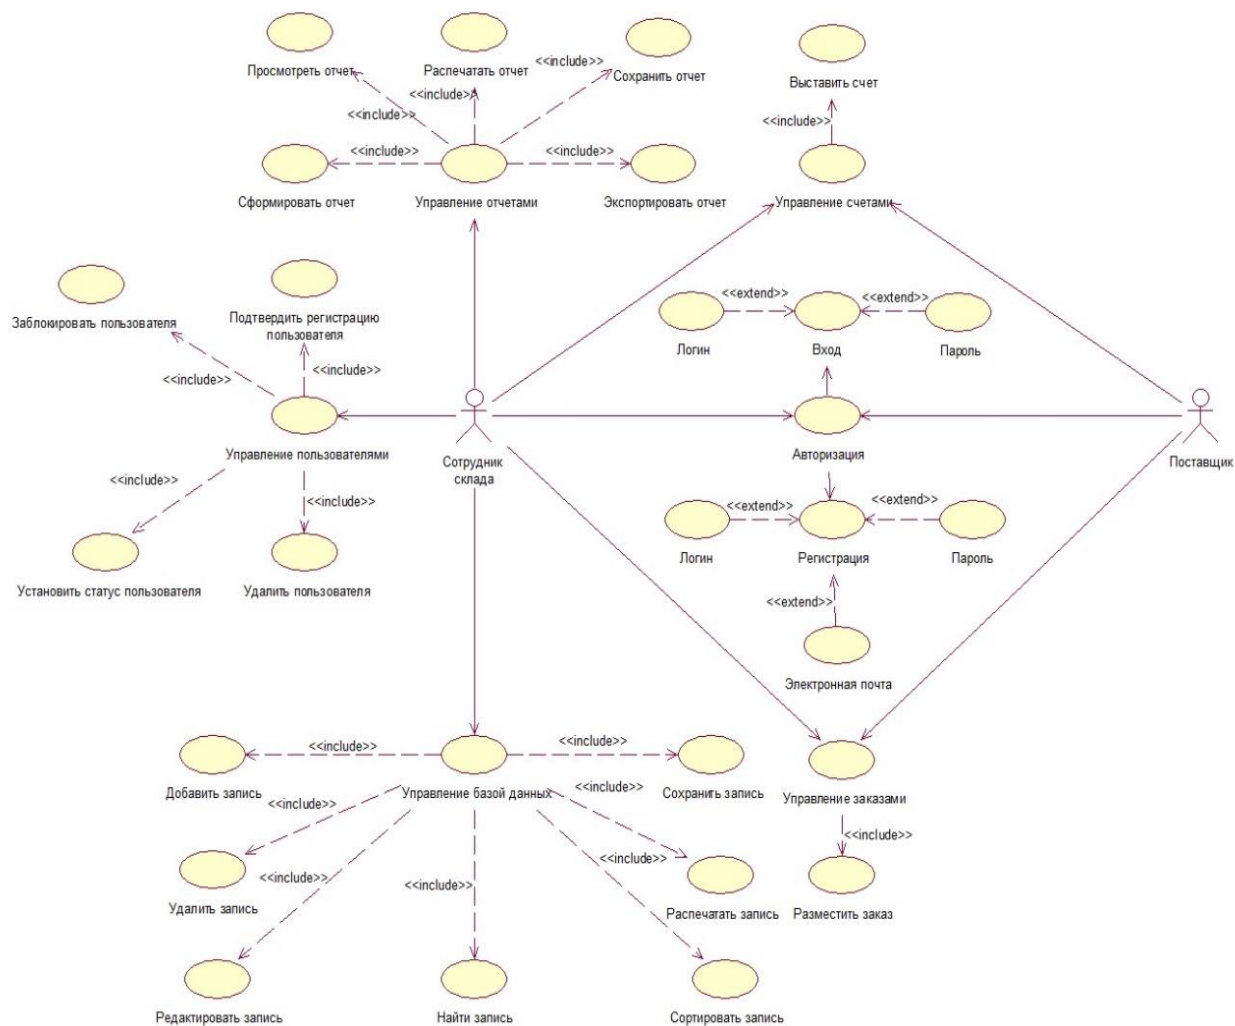 Просмотреть отчет
Распечатать отчет
<<include>>
Сохранить отчет
Выставить счет
<<include>>
<<include>>
<<include>>
<<include>>
<<include>>
<<include>>
Сформировать отчет
Управление отчетами
Экспортировать отчет
Управление счетами
Заблокировать пользователя
Подтвердить регистрацию
пользователя
<<extend>>
<<extend>>
Логин
Вход
Пароль
<<include>>
<<include>>
Управление пользователями
Сотрудник
склада
Авторизация
Поставщик
<<include>>
<<include>>
<<extend>>
<<extend>>
Логин
Регистрация
Пароль
Установить статус пользователя
Удалить пользователя
<<extend>>
Электронная почта
<<include>>
<<include>>
Добавить запись
Управление базой данных
Сохранить запись
Управление заказами
<<include>>
<<include>>
<<include>>
<<include>>
<<include>>
<<include>>
Удалить запись
Распечатать запись
Разместить заказ
Редактировать запись
Найти запись
Сортировать запись